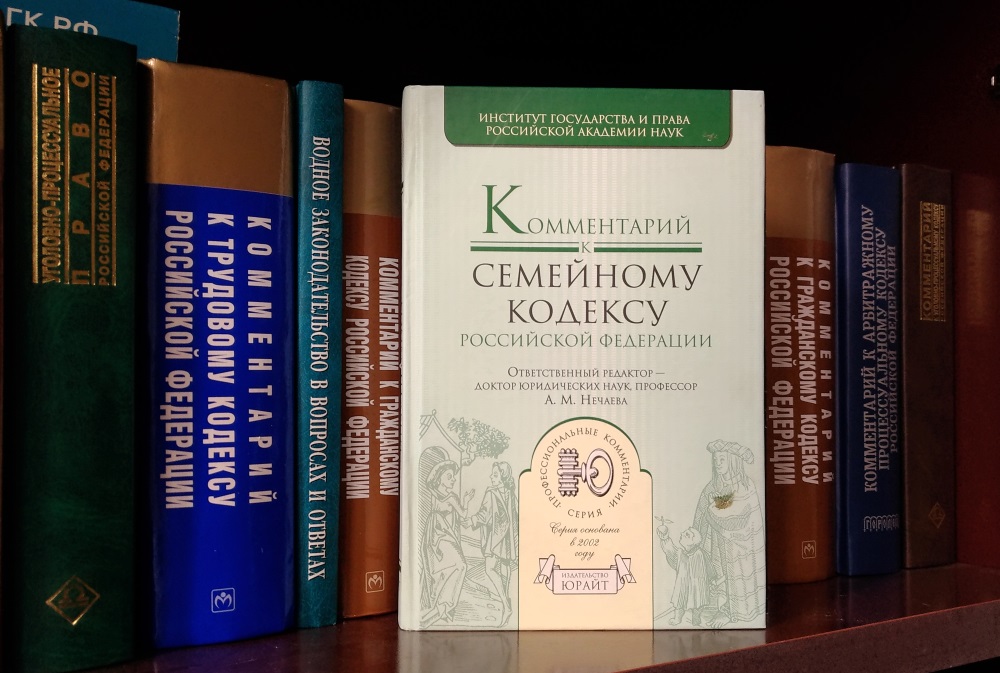 ГК РФ
УГОЛОВНО-ПРОЦЕССУАЛЬНОЕ
ПРАВО
РОССИЙСКОЙ ФЕДЕРАЦИИ
КОММЕНТАРИЙ
К ТРУДОВОМУ КОДЕКСУ
РОССИЙСКОЙ ФЕДЕРАЦИИ
ВОДНОЕ ЗАКОНОДАТЕЛЬСТВО В ВОПРОСАХ И ОТВЕТАХ
КОММЕНТАРИЙ К ГРАЖДАНСКОМУ
КОДЕКСУ РОССИЙСКОЙ ФЕДЕРАЦИИ
ИНСТИТУТ ГОСУДАРСТВА И ПРАВА
РОССИЙСКОЙ АКАДЕМИИ НАУК
КОММЕНТАРИЙ
К
СЕМЕЙНОМУ
КОДЕКСУ
РОССИЙСКОЙ ФЕДЕРАЦИИ
ОТВЕТСТВЕННЫЙ РЕДАКТОР —
ДОКТОР ЮРИДИЧЕСКИХ НАУК, ПРОФЕССОР
А. М. НЕЧАЕВА
ПРОФЕССИОНАЛЬНЫЕ КОММЕНТАРИИ
СЕРИЯ
Серия основана
в 2002
году
ИЗДАТЕЛЬСТВО
ЮРАЙТ
КОММЕНТАРИЙ
К ГРАЖДАНСКОМУ КОДЕКСУ
РОССИЙСКОЙ ФЕДЕРАЦИИ
КОММЕНТАРИЙ К АРБИТРАЖНОМУ
ПРОЦЕССУАЛЬНОМУ КОДЕКСУ
РОССИЙСКОЙ ФЕДЕРАЦИИ
ГОРОДЕЦ
КОММЕНТАРИЙ